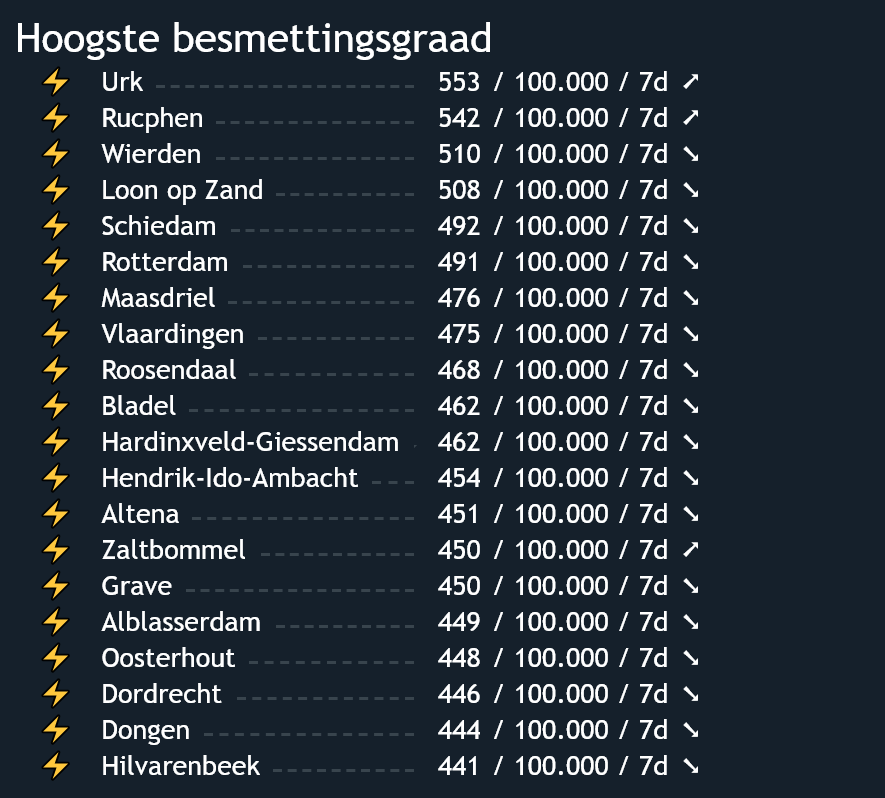 Hoogste besmettingsgraad
⚡ Urk 553 / 100.000 / 7d ➚
⚡ Rucphen 542 / 100.000 / 7d ➚
⚡ Wierden 510 / 100.000 / 7d ➘
⚡ Loon op Zand 508 / 100.000 / 7d ➘
⚡ Schiedam 492 / 100.000 / 7d ➘
⚡ Rotterdam 491 / 100.000 / 7d ➘
⚡ Maasdriel 476 / 100.000 / 7d ➘
⚡ Vlaardingen 475 / 100.000 / 7d ➘
⚡ Roosendaal 468 / 100.000 / 7d ➘
⚡ Bladel 462 / 100.000 / 7d ➘
⚡ Hardinxveld-Giessendam 462 / 100.000 / 7d ➘
⚡ Hendrik-Ido-Ambacht 454 / 100.000 / 7d ➘
⚡ Altena 451 / 100.000 / 7d ➘
⚡ Zaltbommel 450 / 100.000 / 7d ➚
⚡ Grave 450 / 100.000 / 7d ➘
⚡ Alblasserdam 449 / 100.000 / 7d ➘
⚡ Oosterhout 448 / 100.000 / 7d ➘
⚡ Dordrecht 446 / 100.000 / 7d ➘
⚡ Dongen 444 / 100.000 / 7d ➘
⚡ Hilvarenbeek 441 / 100.000 / 7d ➘